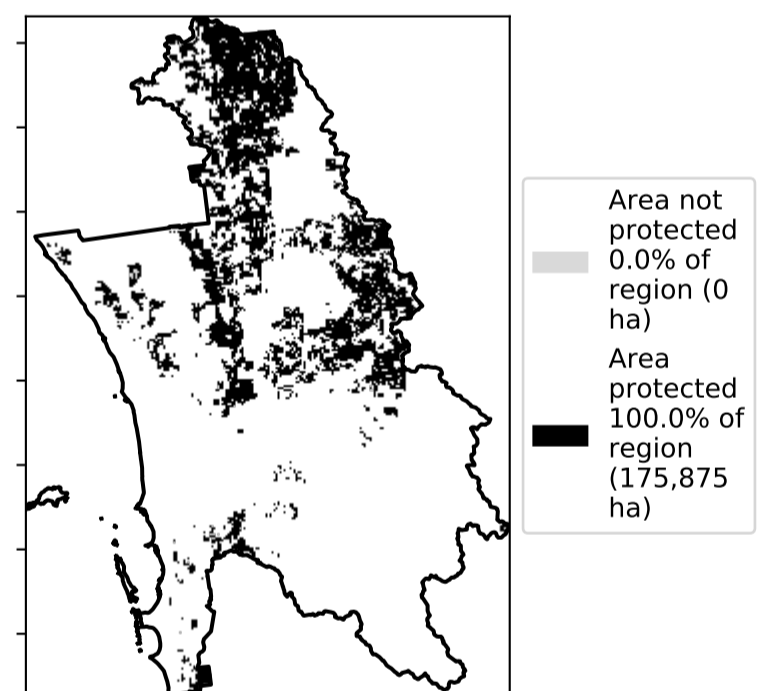 Area not
protected
0.0% of
region (0
ha)
Area
protected
100.0% of
region
(175,875
ha)